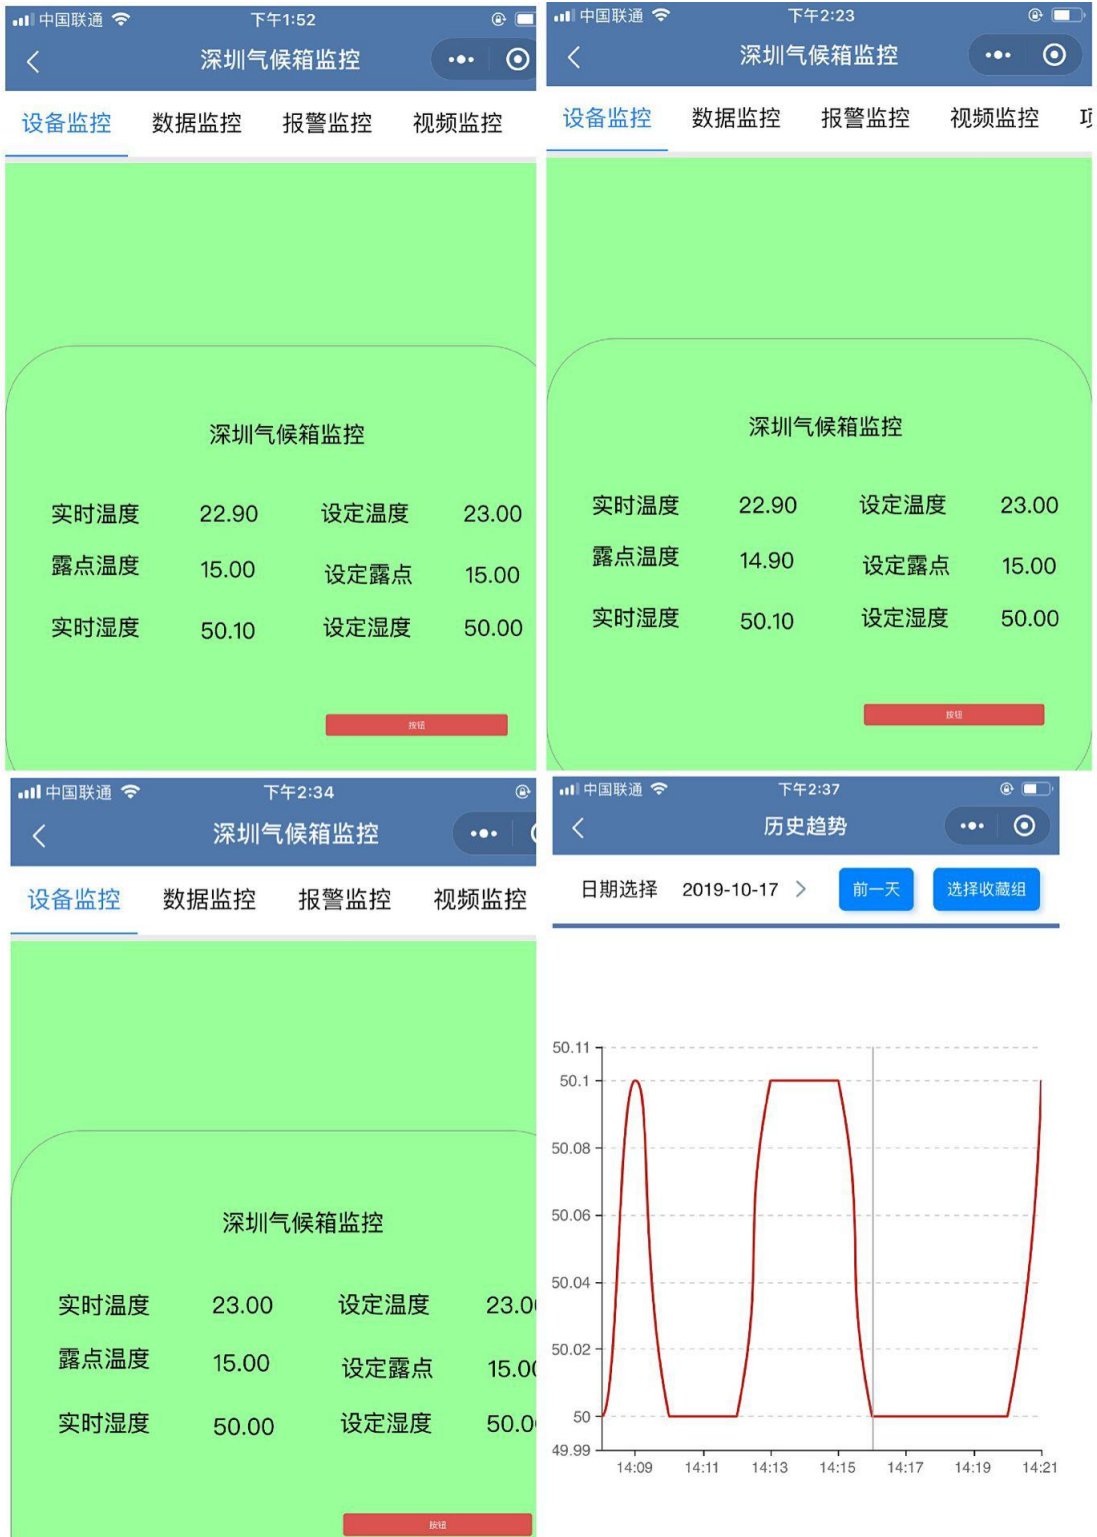 中国联通 下午1:52
深圳气候箱监控
设备监控 数据监控 报警监控 视频监控
深圳气候箱监控
实时温度 22.90 设定温度 23.00
露点温度 15.00 设定露点 15.00
实时湿度 50.10 设定湿度 50.00
按钮
中国联通 下午2:23
深圳气候箱监控
设备监控 数据监控 报警监控 视频监控
深圳气候箱监控
实时温度 22.90 设定温度 23.00
露点温度 14.90 设定露点 15.00
实时湿度 50.10 设定湿度 50.00
按钮
中国联通 下午2:34
深圳气候箱监控
设备监控 数据监控 报警监控 视频监控
深圳气候箱监控
实时温度 23.00 设定温度 23.0
露点温度 15.00 设定露点 15.0
实时湿度 50.00 设定湿度 50.0
按钮
中国联通 下午2:37
历史趋势
日期选择 2019-10-17 前一天 选择收藏组
50.11
50.1
50.08
50.06
50.04
50.02
50
49.99
14:09 14:11 14:13 14:15 14:17 14:19 14:21